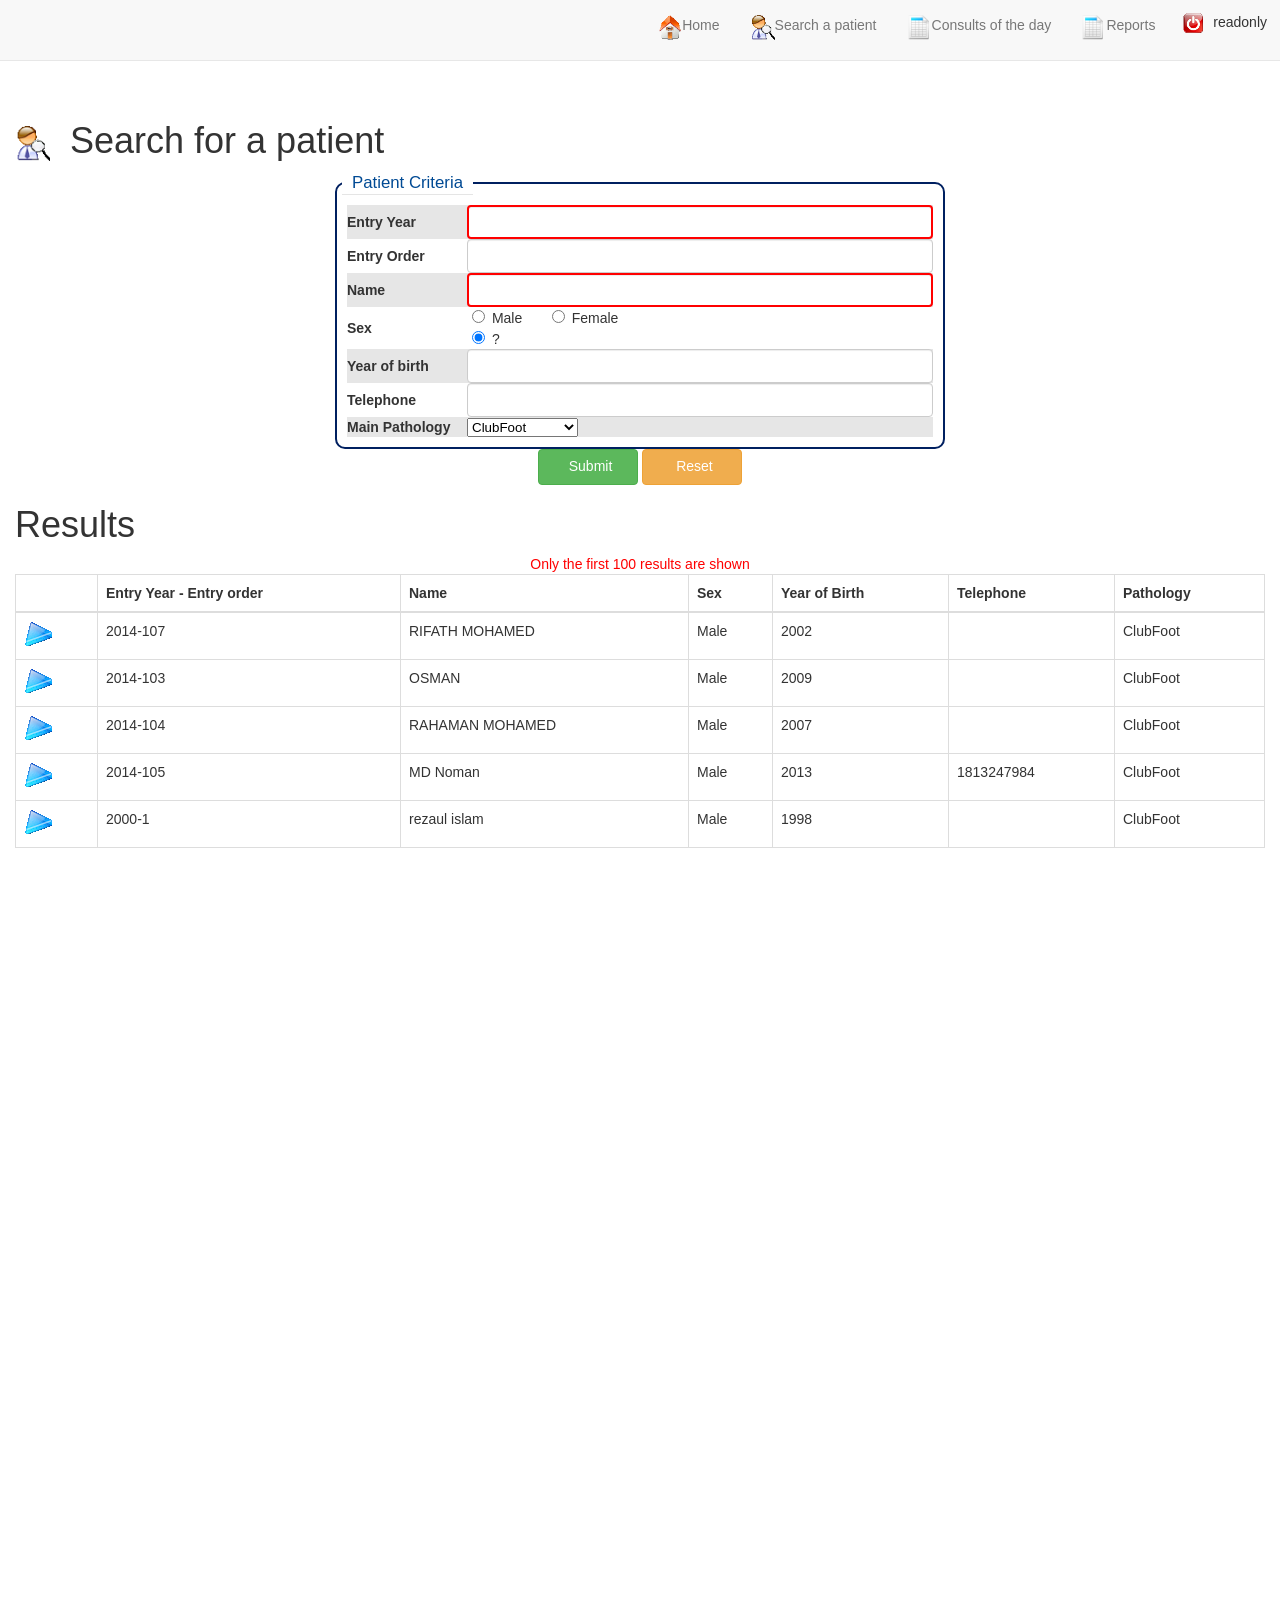 Home Search a patient Consults of the day Reports readonly
Search for a patient
Patient Criteria
Entry Year
Entry Order
Name
Sex Male Female
?
Year of birth
Telephone
Main Pathology ClubFoot
Submit Reset
Results
Only the first 100 results are shown
Entry Year - Entry order Name Sex Year of Birth Telephone Pathology
2014-107 RIFATH MOHAMED Male 2002 ClubFoot
2014-103 OSMAN Male 2009 ClubFoot
2014-104 RAHAMAN MOHAMED Male 2007 ClubFoot
2014-105 MD Noman Male 2013 1813247984 ClubFoot
2000-1 rezaul islam Male 1998 ClubFoot